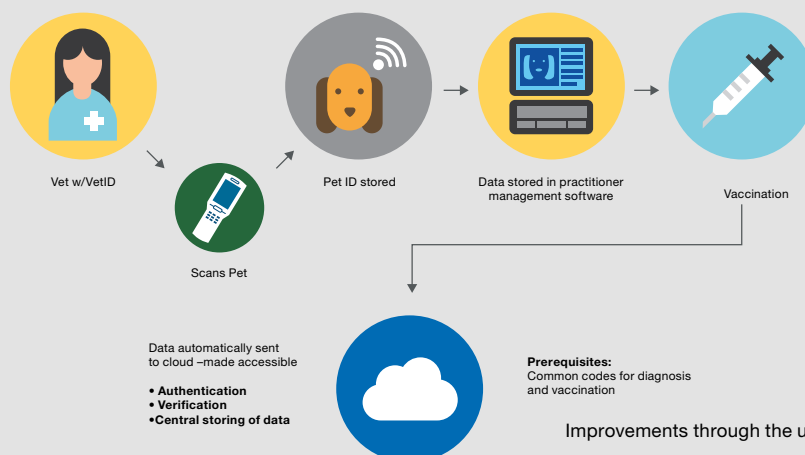 Vet w/VetID
Scans Pet
Pet ID stored
Data stored in practitioner
management software
Vaccination
Data automatically sent
to cloud –made accessible
• Authentication
• Verification
•Central storing of data
Prerequisites:
Common codes for diagnosis
and vaccination
Improvements through the u